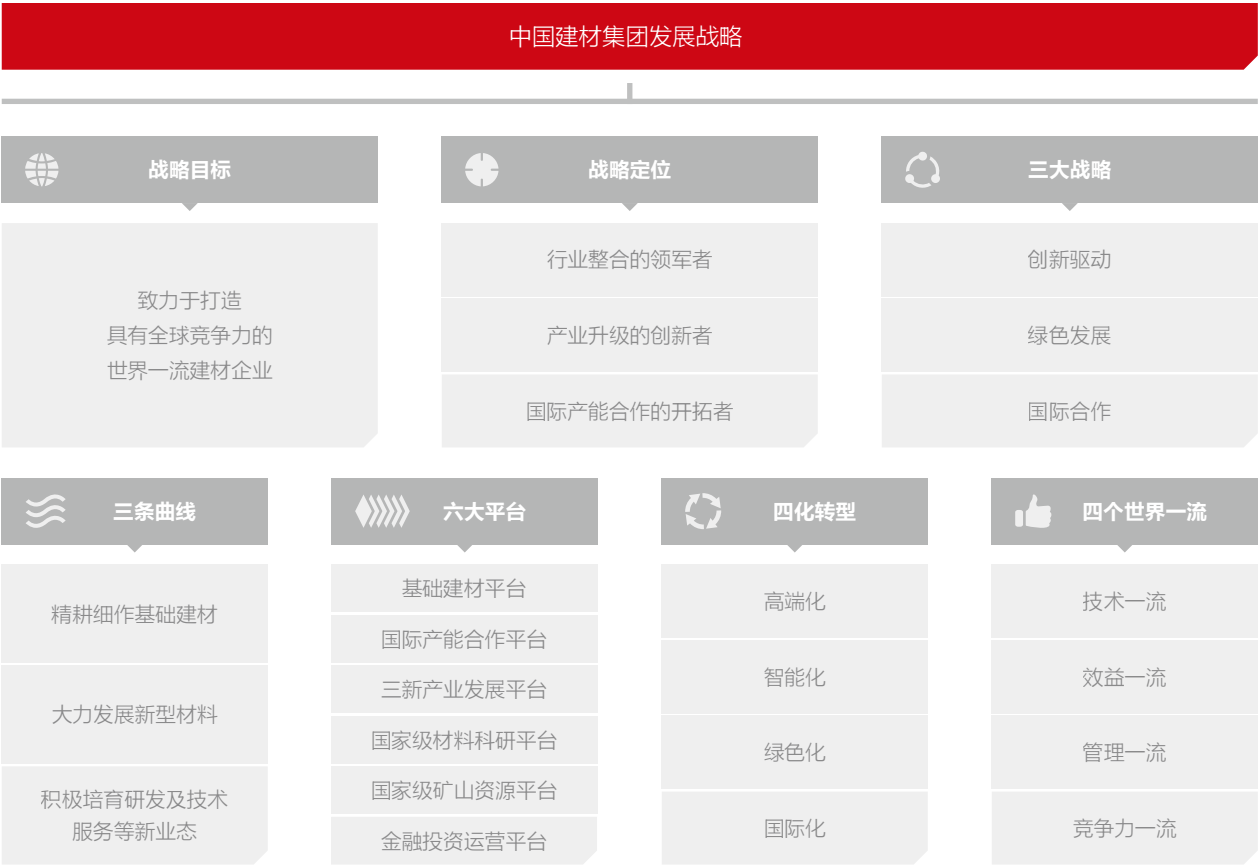 中国建材集团发展战略
战略目标
致力于打造
具有全球竞争力的
世界一流建材企业
战略定位
行业整合的领军者
产业升级的创新者
国际产能合作的开拓者
三大战略
创新驱动
绿色发展
国际合作
三条曲线
精耕细作基础建材
大力发展新型材料
积极培育研发及技术
服务等新业态
六大平台
基础建材平台
国际产能合作平台
三新产业发展平台
国家级材料科研平台
国家级矿山资源平台
金融投资运营平台
四化转型
高端化
智能化
绿色化
国际化
四个世界一流
技术一流
效益一流
管理一流
竞争力一流